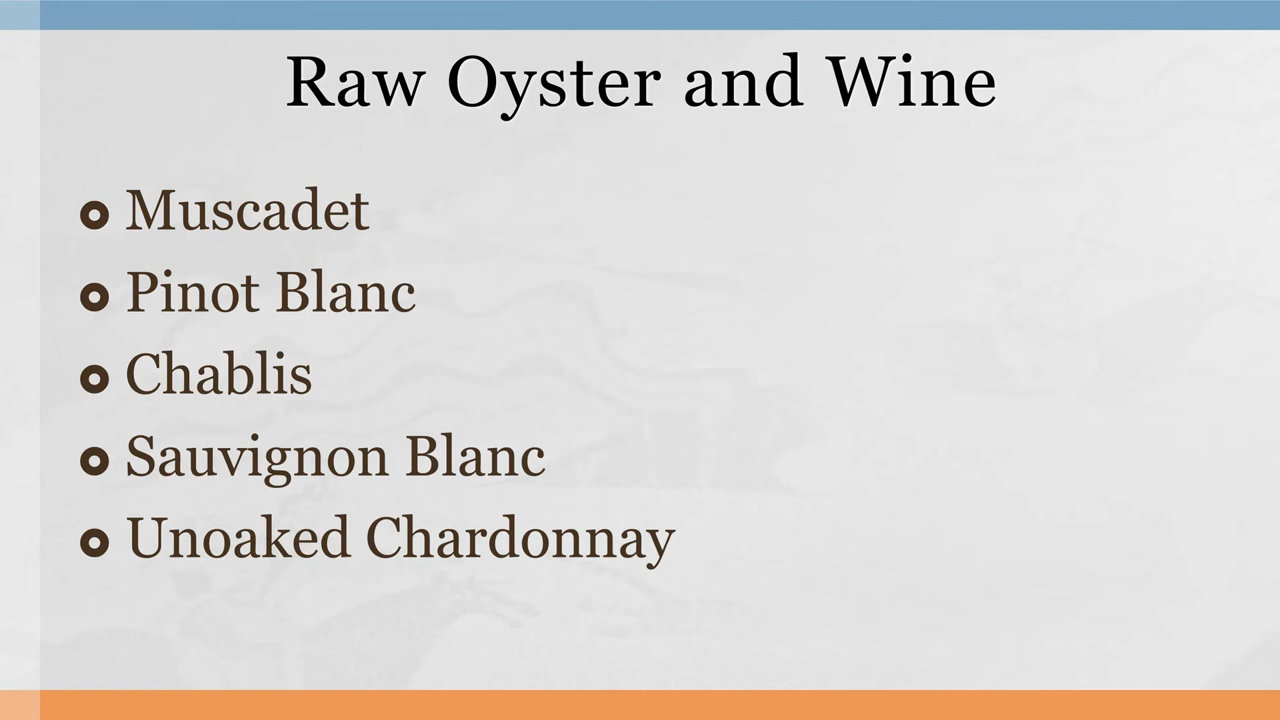 Raw Oyster and Wine
Muscadet
Pinot Blanc
Chablis
Sauvignon Blanc
Unoaked Chardonnay